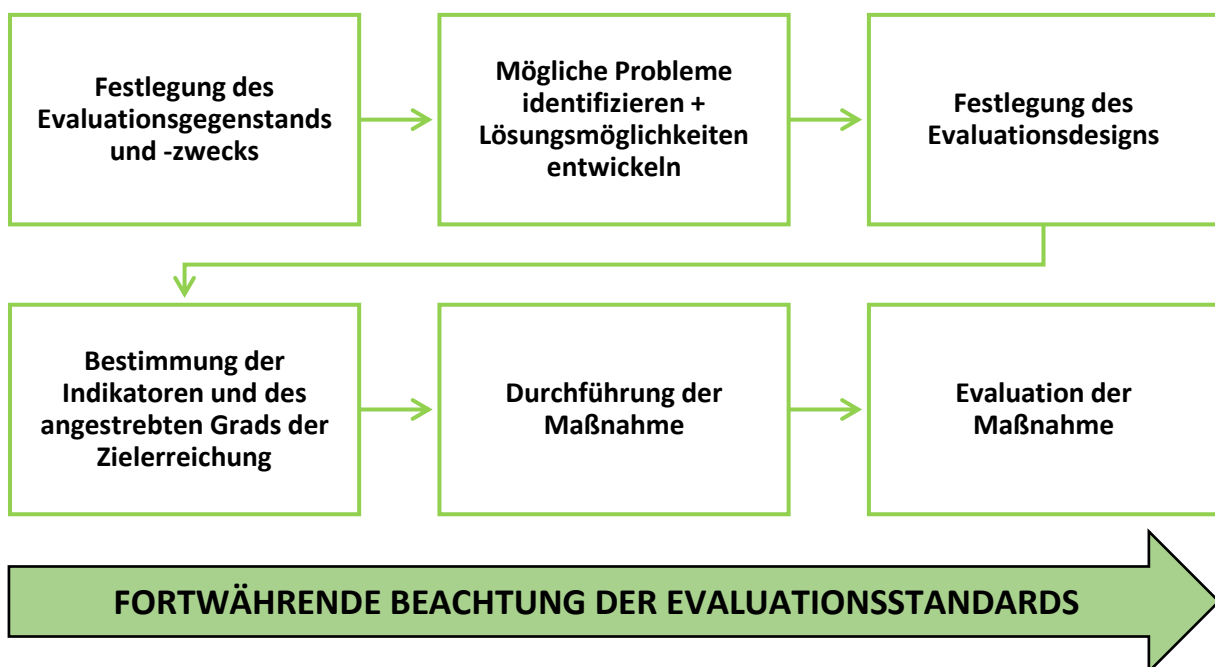 Festlegung des
Evaluationsgegenstands
und -zwecks
Mögliche Probleme
identifizieren +
Lösungsmöglichkeiten
entwickeln
Festlegung des
Evaluationsdesigns
Bestimmung der
Indikatoren und des
angestrebten Grads der
Zielerreichung
Durchführung der
Maßnahme
Evaluation der
Maßnahme
FORTWÄHRENDE BEACHTUNG DER EVALUATIONSSTANDARDS